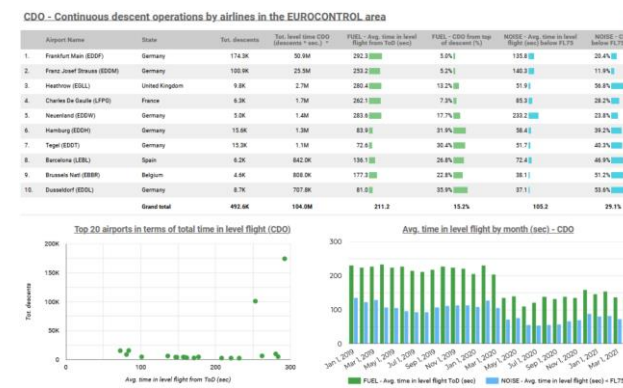 CDO - Continuous descent operations by airlines in the EUROCONTROL area
Airport Name State Tot. descents Tot. level time CDO (descents * sec.) FUEL - Avg. time in level flight from ToD (sec) FUEL - CDO from top of descent (%) NOISE - Avg. time in level flight (sec) below FL75 NOISE - C below FL75
1. Frankfurt Main (EDDF) Germany 174.3K 50.9M 292.3 5.0% 135.8 20.4%
2. Franz Josef Strauss (EDDM) Germany 100.9K 25.5M 253.2 5.2% 140.3 11.9%
3. Heathrow (EGLL) United Kingdom 9.8K 2.7M 280.4 13.2% 51.9 56.8%
4. Charles De Gaulle (LFPG) France 6.3K 1.7M 262.1 7.3% 85.3 28.2%
5. Neuenland (EDDW) Germany 5.0K 1.4M 283.6 17.7% 233.2 23.8%
6. Hamburg (EDDH) Germany 15.6K 1.3M 83.9 31.9% 58.4 39.2%
7. Tegel (EDDT) Germany 15.3K 1.1M 72.6 30.4% 51.7 40.3%
8. Barcelona (LEBL) Spain 6.2K 842.0K 136.1 26.8% 72.4 46.9%
9. Brussels Natl (EBBR) Belgium 4.6K 808.0K 177.3 22.8% 38.1 51.2%
10. Dusseldorf (EDDL) Germany 8.7K 707.8K 81.0 35.9% 37.1 53.8%
Grand total 492.6K 104.0M 211.2 15.2% 105.2 29.1%
Top 20 airports in terms of total time in level flight (CDO)
200K
150K
100K
50K
0
Tot. descents
0 100 200 300
Avg. time in level flight from ToD (sec)
Avg. time in level flight by month (sec) - CDO
300
200
100
0
Jan 1, 2019 Mar 1, 2019 May 1, 2019 Jul 1, 2019 Sep 1, 2019 Nov 1, 2019 Jan 1, 2020 Mar 1, 2020 May 1, 2020 Jul 1, 2020 Sep 1, 2020 Nov 1, 2020 Jan 1, 2021 Mar 1, 2021
FUEL - Avg. time in level flight ToD (sec) NOISE - Avg. time in level flight (sec) < FL75